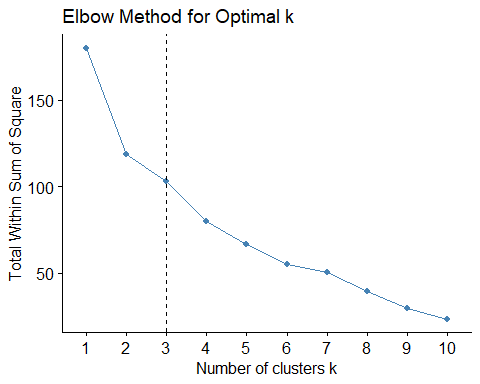 Elbow Method for Optimal k
Total Within Sum of Square
150
100
50
1 2 3 4 5 6 7 8 9 10
Number of clusters k